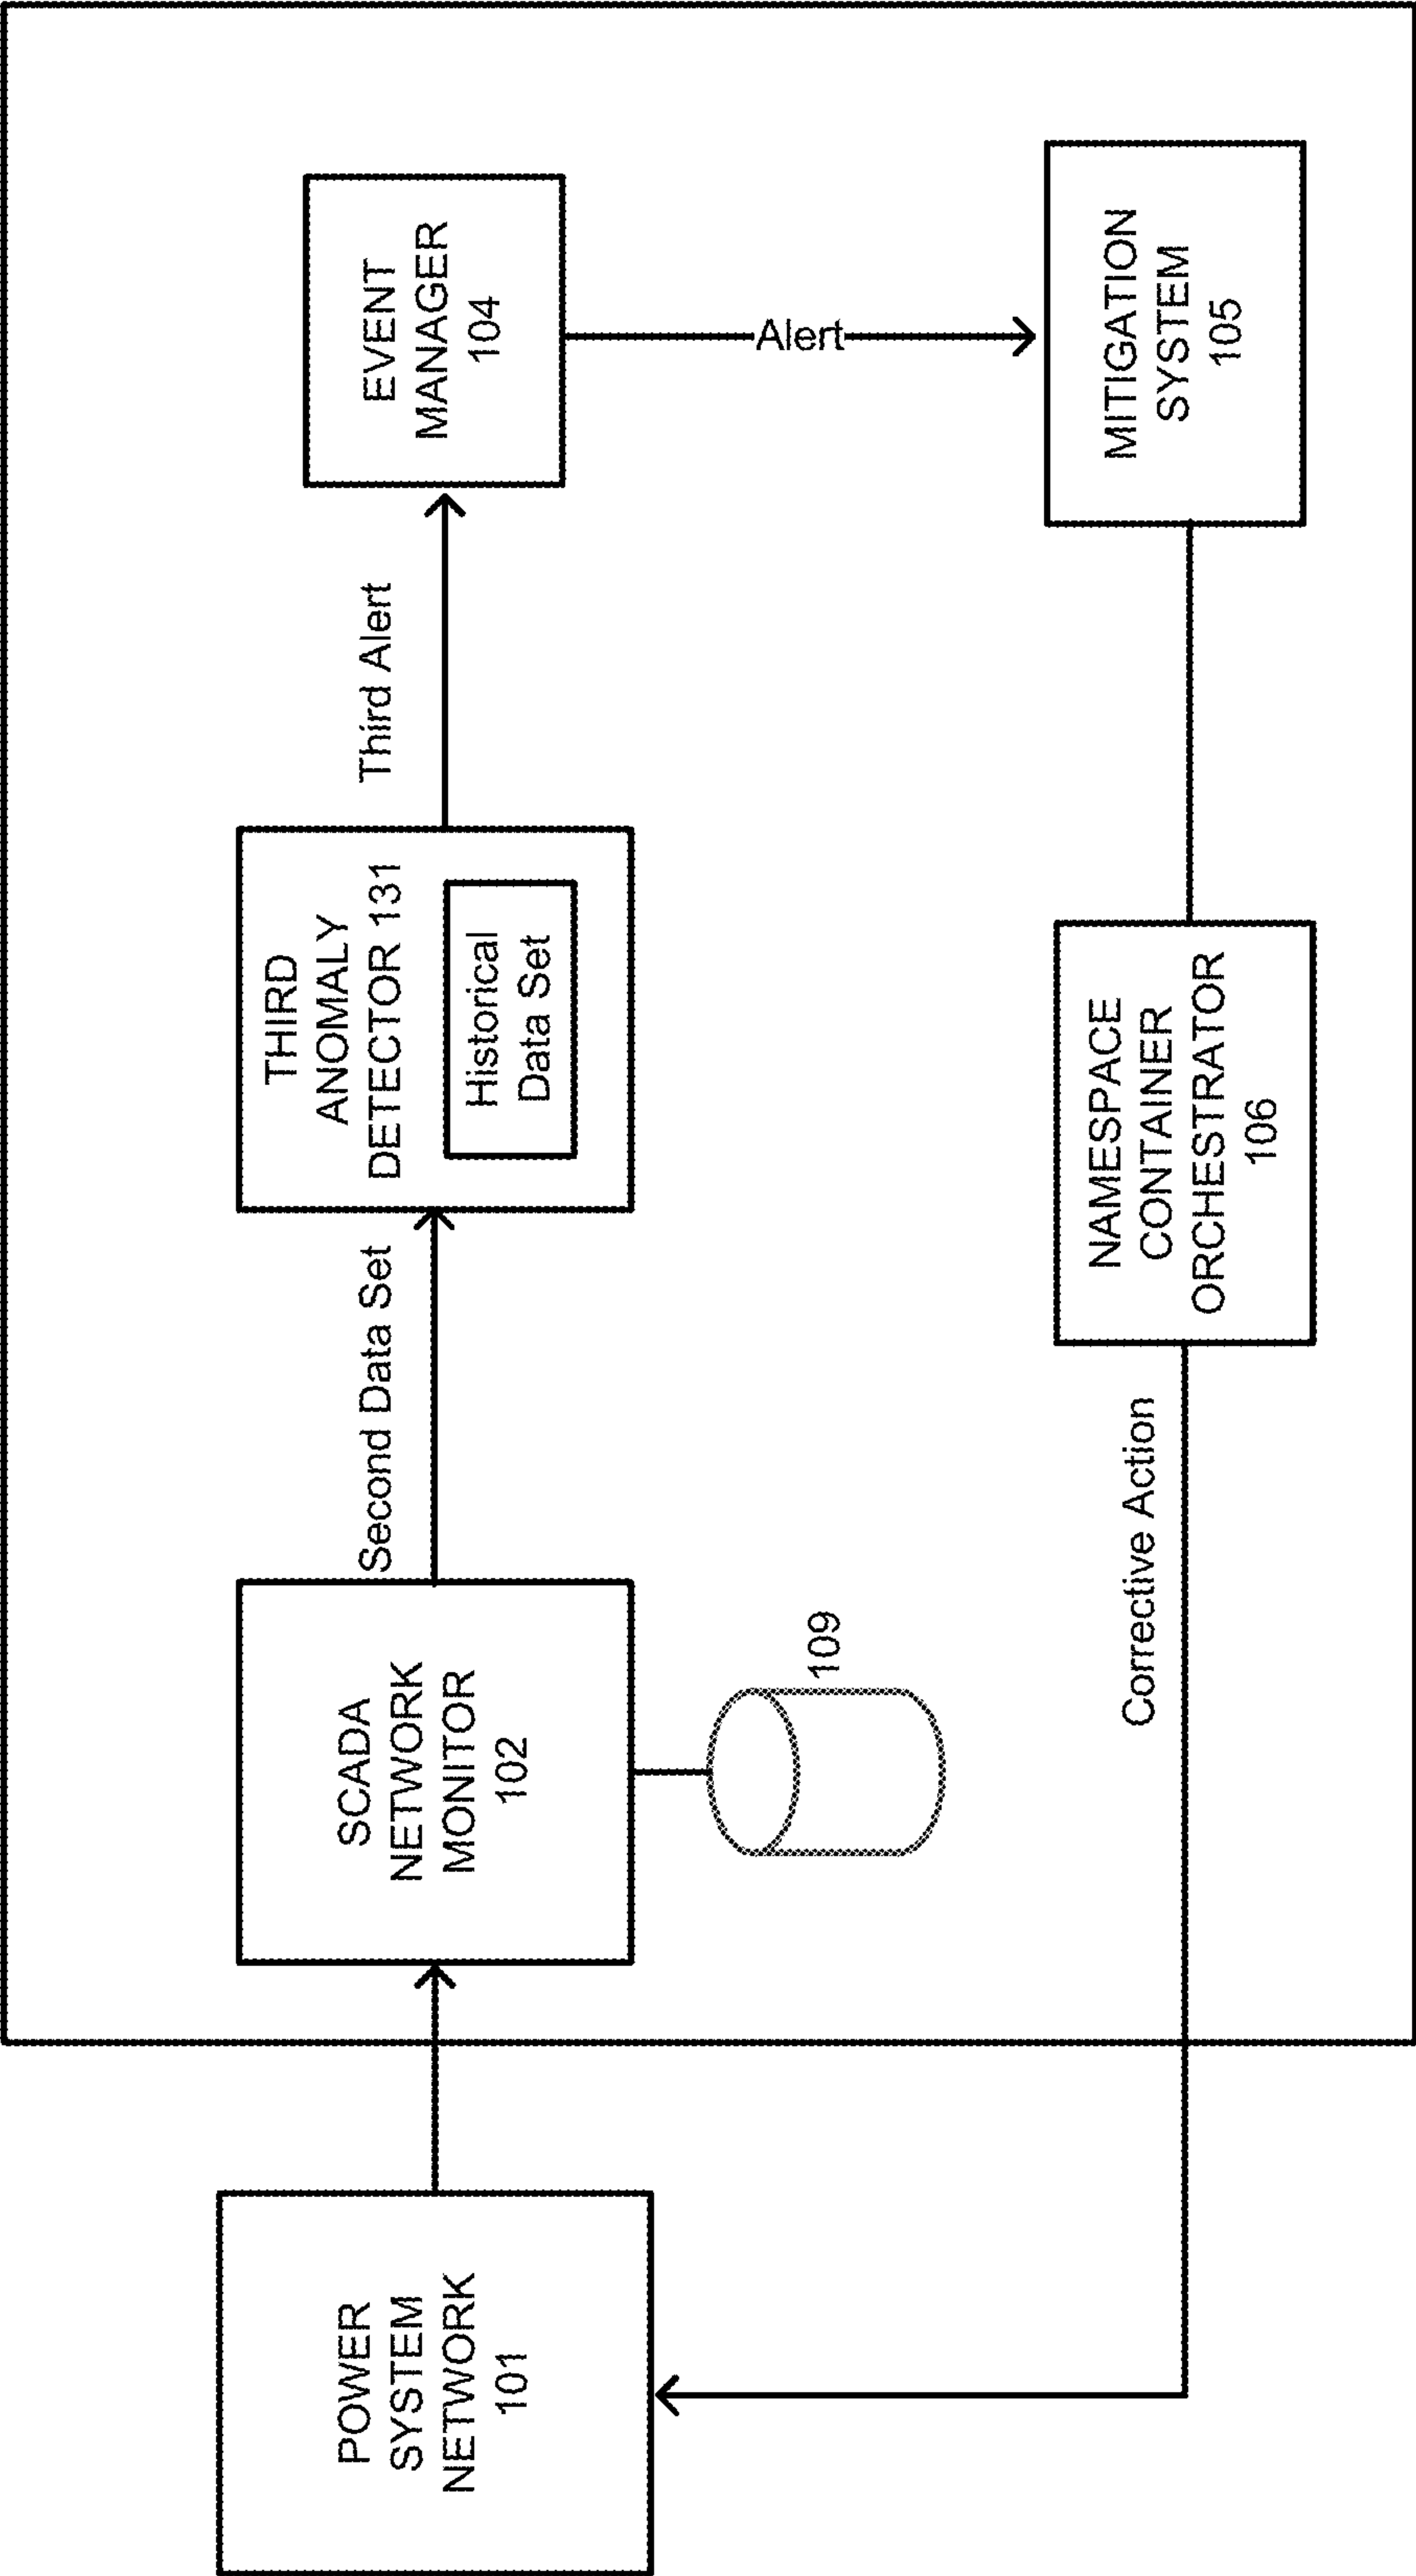 POWER
SYSTEM
NETWORK
101
SCADA
NETWORK
MONITOR
102
109
Second Data Set
THIRD
ANOMALY
DETECTOR 131
Historical
Data Set
Third Alert
EVENT
MANAGER
104
Alert
MITIGATION
SYSTEM
105
NAMESPACE
CONTAINER
ORCHESTRATOR
106
Corrective Action